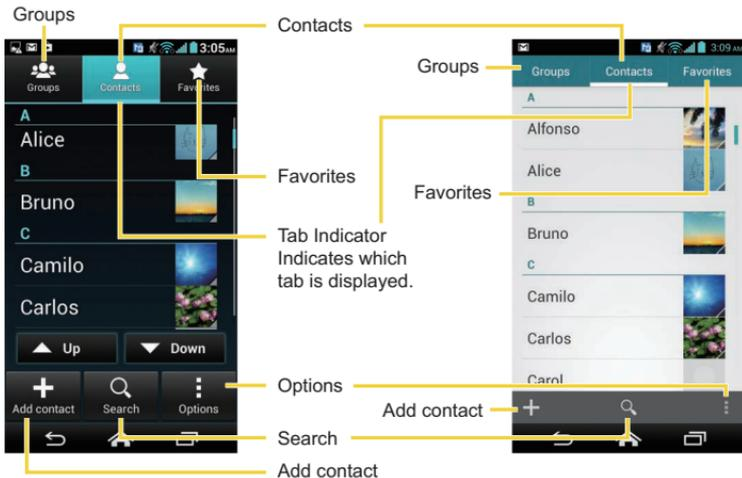 Groups
Contacts
3:05AM
Groups
Contacts
Favorites
A
Alice
B
Bruno
C
Camilo
Carlos
Up
Down
Add contact
Search
Options
Favorites
Tab Indicator
Indicates which
tab is displayed.
Options
Search
Add contact
Groups
Favorites
Add contact
3:09 AM
Groups
Contacts
Favorites
A
Alfonso
Alice
B
Bruno
C
Camilo
Carlos
Carol